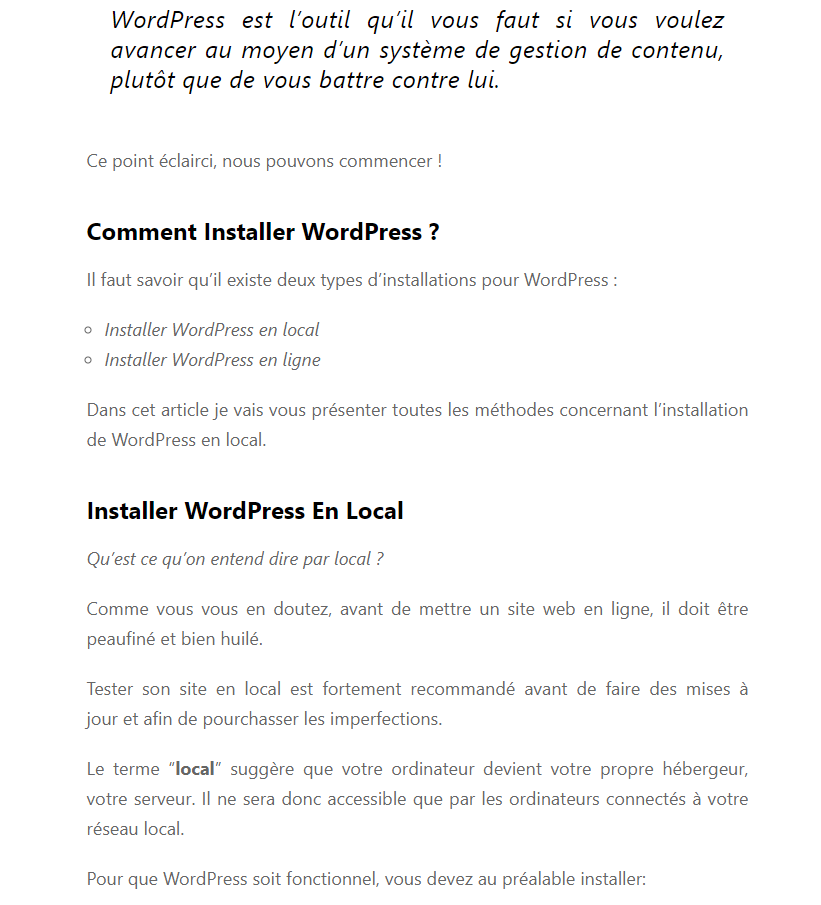 WordPress est l’outil qu’il vous faut si vous voulez
avancer au moyen d’un système de gestion de contenu,
plutôt que de vous battre contre lui.
Ce point éclairci, nous pouvons commencer !
Comment Installer WordPress ?
Il faut savoir qu’il existe deux types d’installations pour WordPress :
Installer WordPress en local
Installer WordPress en ligne
Dans cet article je vais vous présenter toutes les méthodes concernant l’installation
de WordPress en local.
Installer WordPress En Local
Qu’est ce qu’on entend dire par local ?
Comme vous vous en doutez, avant de mettre un site web en ligne, il doit être
peaufiné et bien huilé.
Tester son site en local est fortement recommandé avant de faire des mises à
jour et afin de pourchasser les imperfections.
Le terme “local” suggère que votre ordinateur devient votre propre hébergeur,
votre serveur. Il ne sera donc accessible que par les ordinateurs connectés à votre
réseau local.
Pour que WordPress soit fonctionnel, vous devez au préalable installer: